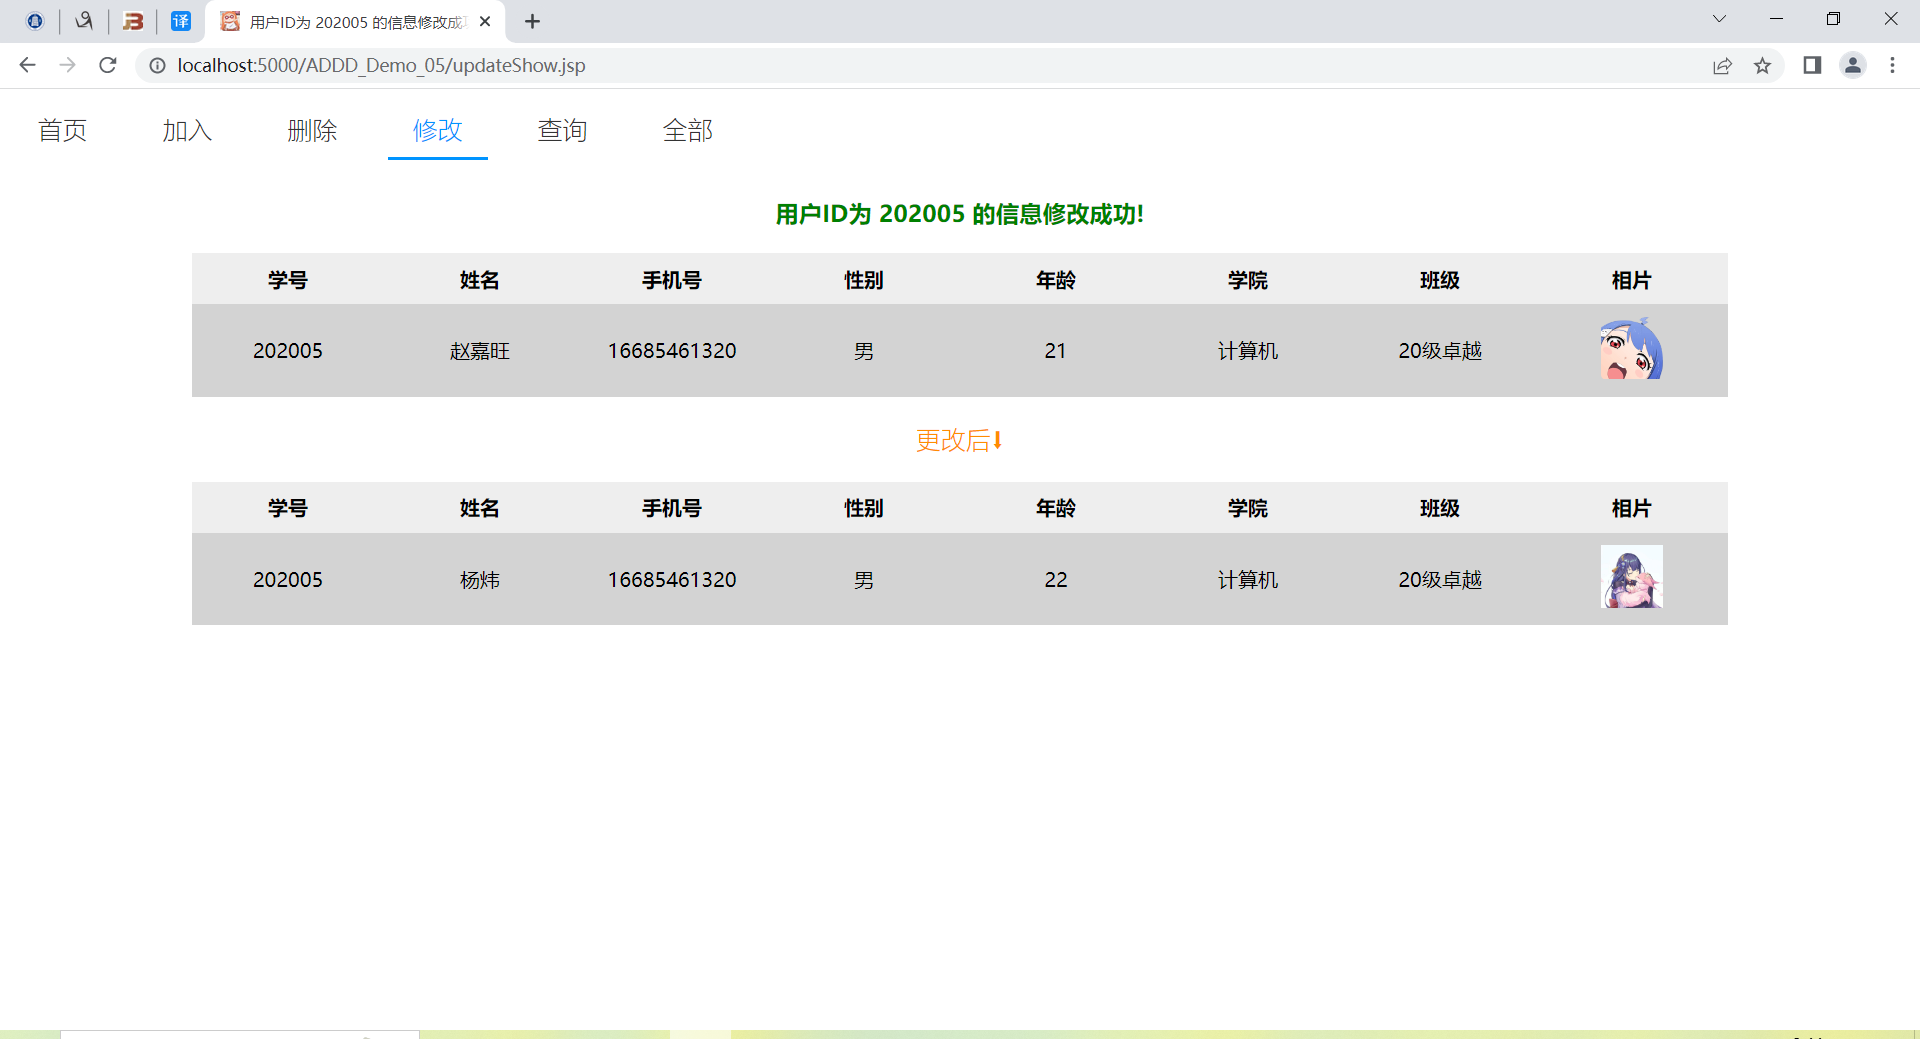 译
用户ID为 202005 的信息修改成
localhost:5000/ADDD_Demo_05/updateShow.jsp
首页 加入 删除 修改 查询 全部
用户ID为 202005 的信息修改成功!
学号 姓名 手机号 性别 年龄 学院 班级 相片
202005 赵嘉旺 16685461320 男 21 计算机 20级卓越
更改后⬇
学号 姓名 手机号 性别 年龄 学院 班级 相片
202005 杨炜 16685461320 男 22 计算机 20级卓越